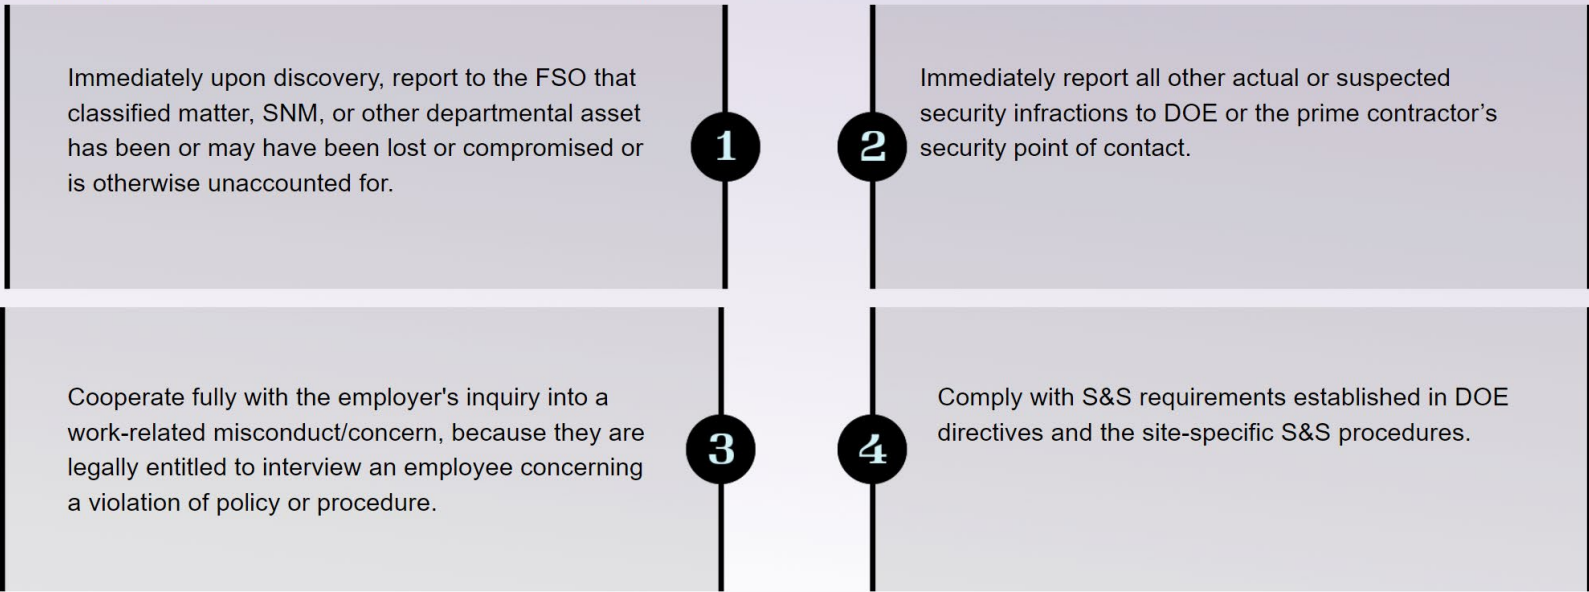 Immediately upon discovery, report to the FSO that
classified matter, SNM, or other departmental asset
has been or may have been lost or compromised or
is otherwise unaccounted for.
1
2
Immediately report all other actual or suspected
security infractions to DOE or the prime contractor’s
security point of contact.
Cooperate fully with the employer's inquiry into a
work-related misconduct/concern, because they are
legally entitled to interview an employee concerning
a violation of policy or procedure.
3
4
Comply with S&S requirements established in DOE
directives and the site-specific S&S procedures.